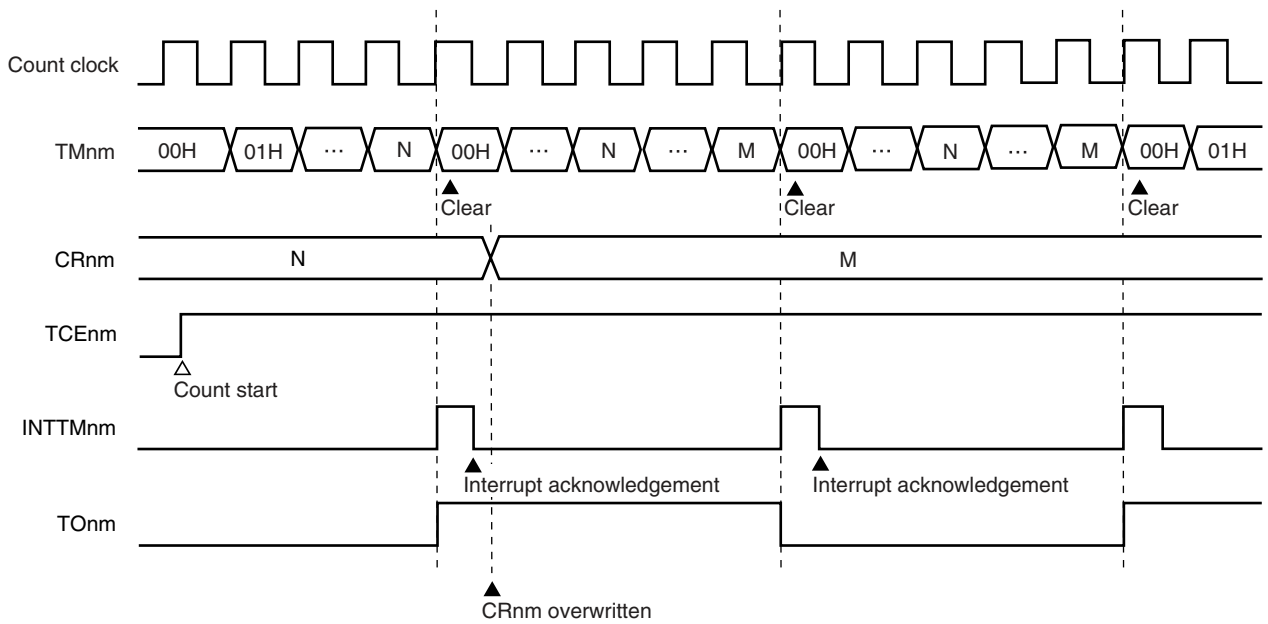 Count clock
TMnm 00H 01H ... N 00H ... N ... M 00H ... N ... M 00H 01H
Clear Clear Clear
CRnm N M
TCEnm
Count start
INTTMnm
Interrupt acknowledgement Interrupt acknowledgement
TOnm
CRnm overwritten